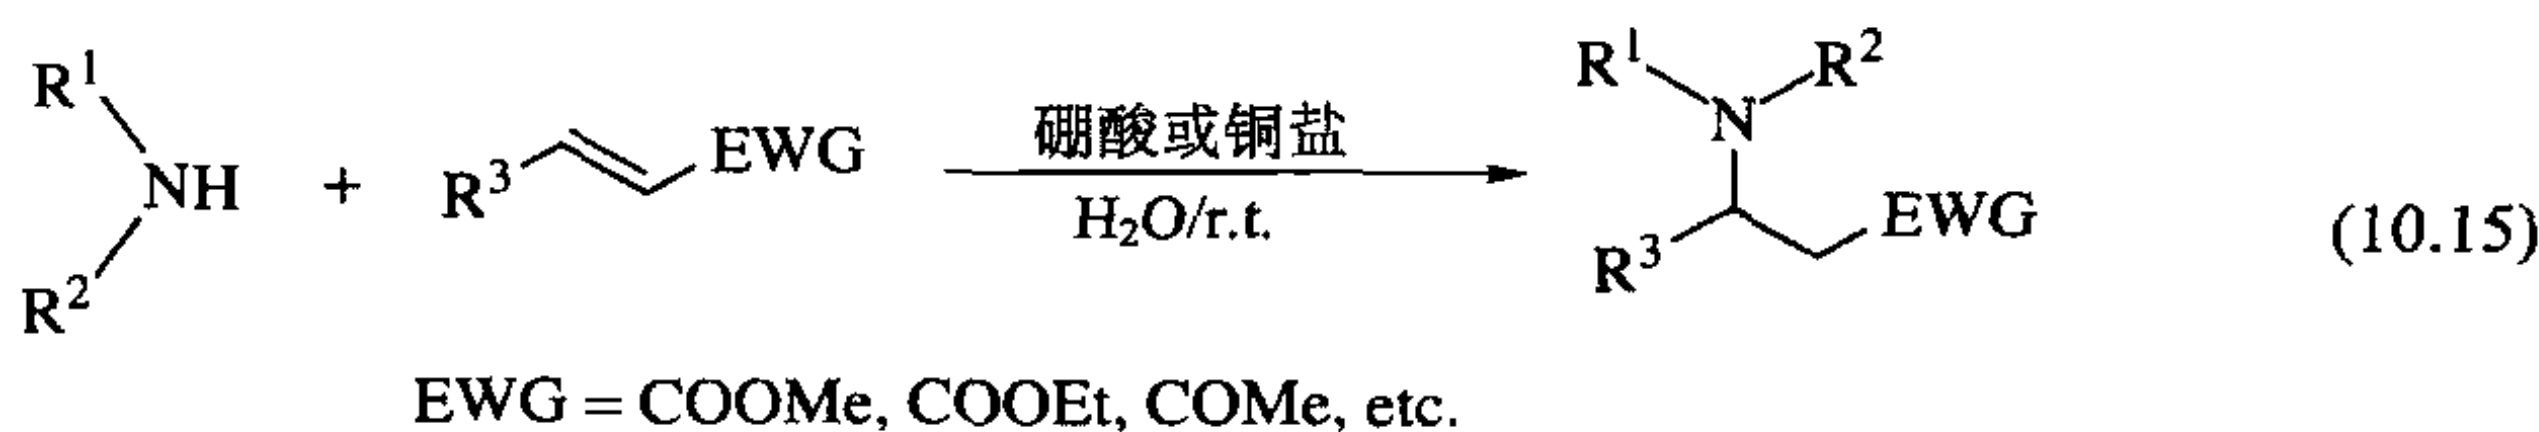 R¹ NH R² + R³ EWG 硼酸或铜盐 H₂O/r.t. R¹ N R² R³ EWG (10.15)
EWG = COOMe, COOEt, COMe, etc.